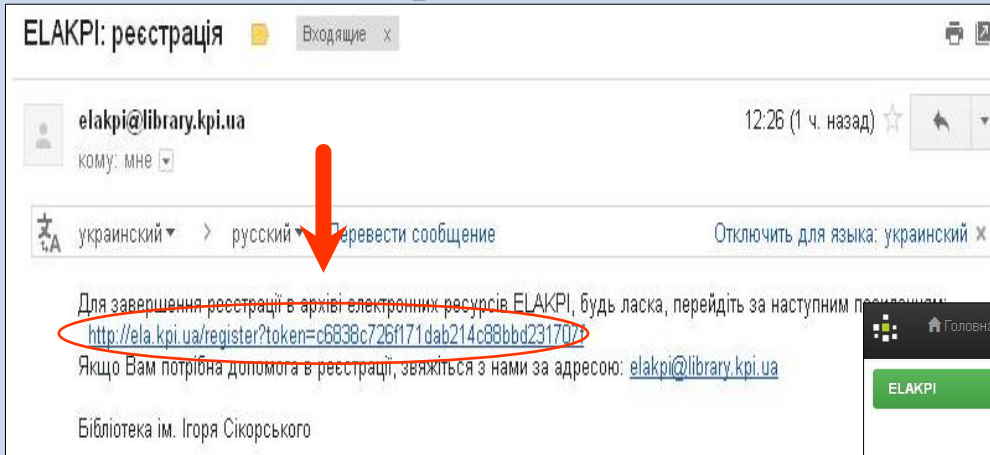 ELAKPI: реєстрація Входящие x
elakpi@library.kpi.ua 12:26 (1 ч. назад)
кому: мне
украинский > русский Перевести сообщение Отключить для языка: украинский x
Для завершення реєстрації в архіві електронних ресурсів ELAKPI, будь ласка, перейдіть за наступним посиланням:
http://ela.kpi.ua/register?token=c6838c726f171dab214c88bbd231707f
Якщо Вам потрібна допомога в реєстрації, звяжіться з нами за адресою: elakpi@library.kpi.ua
Бібліотека ім. Ігоря Сікорського
Головна
ELAKPI